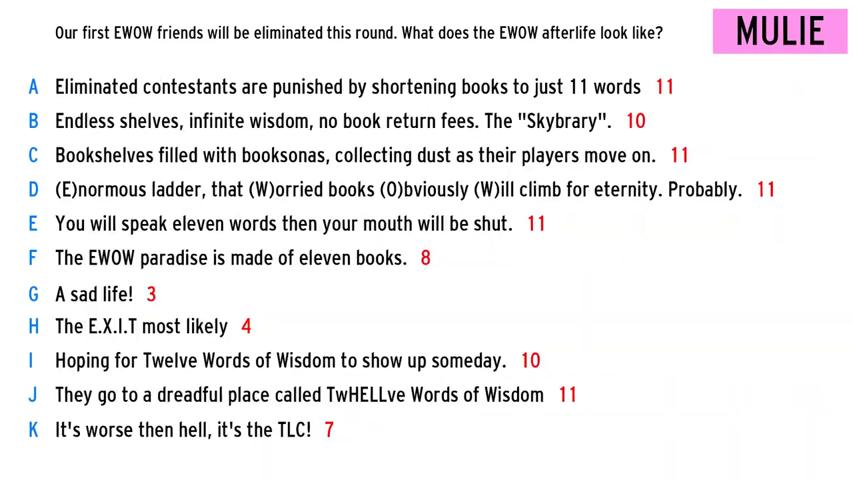 Our first EWOW friends will be eliminated this round. What does the EWOW afterlife look like?
MULIE
A Eliminated contestants are punished by shortening books to just 11 words 11
B Endless shelves, infinite wisdom, no book return fees. The "Skybrary". 10
C Bookshelves filled with booksonas, collecting dust as their players move on. 11
D (E)normous ladder, that (W)orried books (O)bviously (W)ill climb for eternity. Probably. 11
E You will speak eleven words then your mouth will be shut. 11
F The EWOW paradise is made of eleven books. 8
G A sad life! 3
H The E.X.I.T most likely 4
I Hoping for Twelve Words of Wisdom to show up someday. 10
J They go to a dreadful place called TwHELLve Words of Wisdom 11
K It's worse then hell, it's the TLC! 7